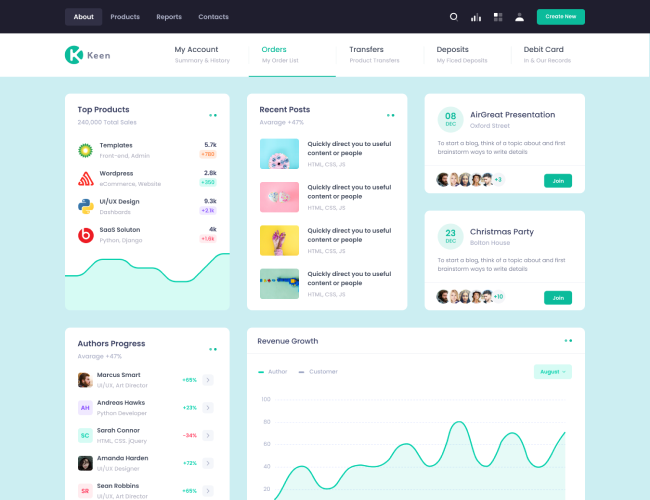 About Products Reports Contacts Create New
Keen
My Account Orders Transfers Deposits Debit Card
Summary & History My Order List Product Transfers My Fixed Deposits In & Our Records
Top Products
240,000 Total Sales
Templates 5.7k
Front-end, Admin +780
Wordpress 2.8k
eCommerce, Website +350
UI/UX Design 9.3k
Dashboards +3.1k
SaaS Soluton 4k
Python, Django +1.6k
Recent Posts
Avarage +47%
Quickly direct you to useful
content or people
HTML, CSS, JS
Quickly direct you to useful
content or people
HTML, CSS, JS
Quickly direct you to useful
content or people
HTML, CSS, JS
Quickly direct you to useful
content or people
HTML, CSS, JS
08 AirGreat Presentation
DEC Oxford Street
To start a blog, think of a topic about and first
brainstorm ways to write details
+3 Join
23 Christmas Party
DEC Bolton House
To start a blog, think of a topic about and first
brainstorm ways to write details
+10 Join
Authors Progress
Avarage +47%
Marcus Smart +65%
UI/UX, Art Director
AH Andreas Hawks +23%
Python Developer
SC Sarah Connor -34%
HTML, CSS, jQuery
Amanda Harden +72%
UI/UX Designer
SR Sean Robbins +65%
UI/UX, Art Director
Revenue Growth
Author Customer August
100
80
60
40
20